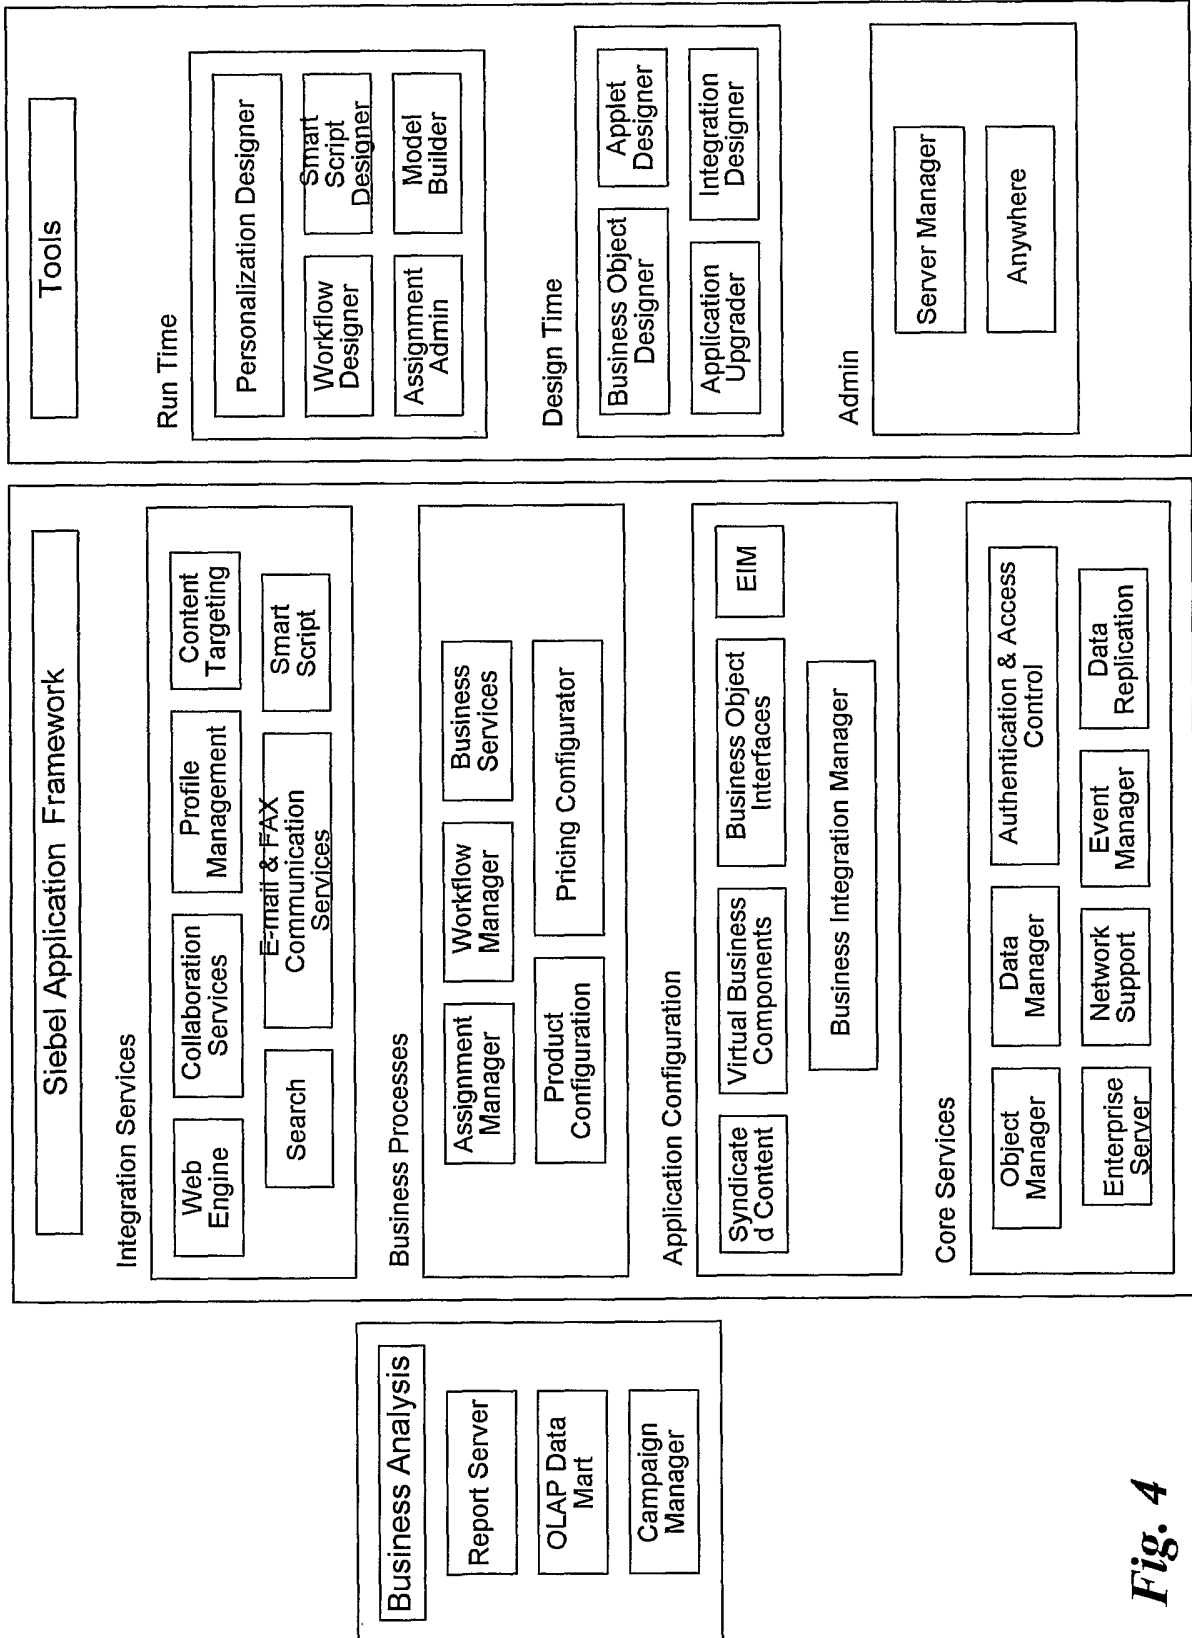 Business Analysis
Report Server
OLAP Data
Mart
Campaign
Manager
Siebel Application Framework
Integration Services
Web
Engine
Collaboration
Services
Profile
Management
Content
Targeting
Search
E-mail & FAX
Communication
Services
Smart
Script
Business Processes
Assignment
Manager
Workflow
Manager
Business
Services
Product
Configuration
Pricing Configurator
Application Configuration
Syndicate
d Content
Virtual Business
Components
Business Object
Interfaces
EIM
Business Integration Manager
Core Services
Object
Manager
Data
Manager
Authentication & Access
Control
Enterprise
Server
Network
Support
Event
Manager
Data
Replication
Tools
Run Time
Personalization Designer
Workflow
Designer
Smart
Script
Designer
Assignment
Admin
Model
Builder
Design Time
Business Object
Designer
Applet
Designer
Application
Upgrader
Integration
Designer
Admin
Server Manager
Anywhere
Fig. 4